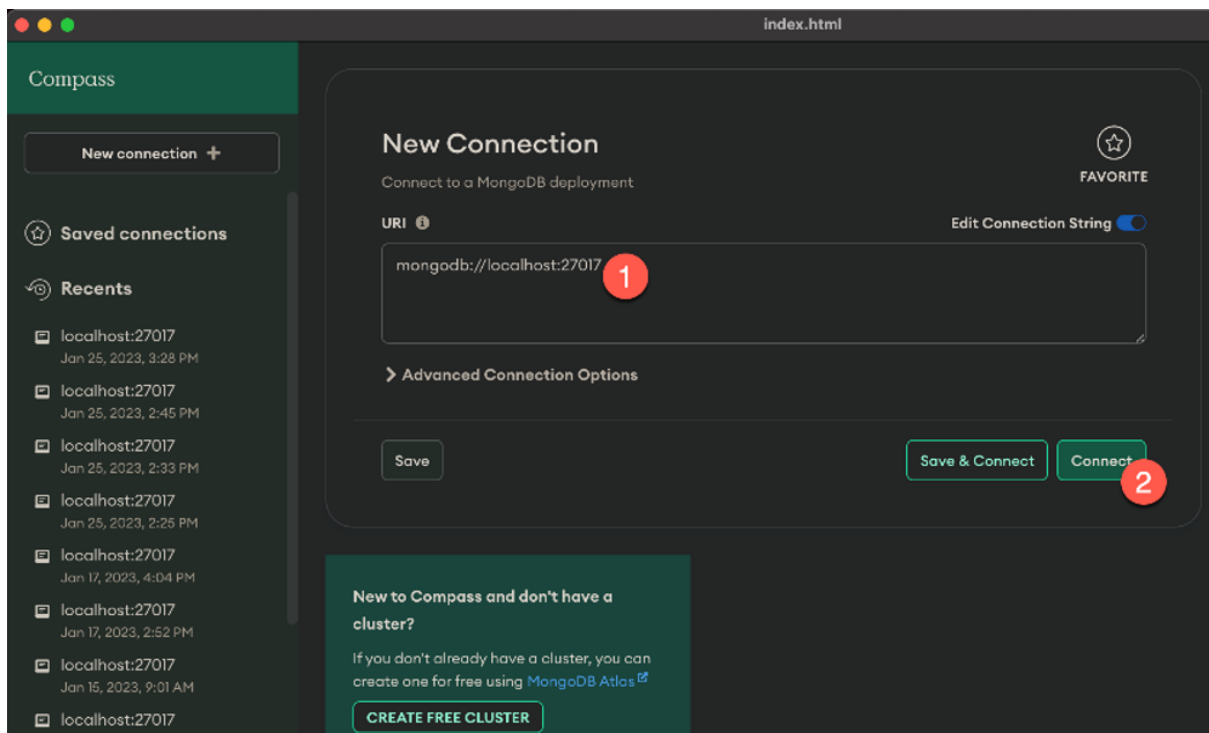 index.html
Compass
New connection +
Saved connections
Recents
localhost:27017
Jan 25, 2023, 3:28 PM
localhost:27017
Jan 25, 2023, 2:45 PM
localhost:27017
Jan 25, 2023, 2:33 PM
localhost:27017
Jan 25, 2023, 2:25 PM
localhost:27017
Jan 17, 2023, 4:04 PM
localhost:27017
Jan 17, 2023, 2:52 PM
localhost:27017
Jan 15, 2023, 9:01 AM
localhost:27017
New Connection
Connect to a MongoDB deployment
FAVORITE
URI
Edit Connection String
mongodb://localhost:27017
1
Advanced Connection Options
Save
Save & Connect
Connect
2
New to Compass and don't have a
cluster?
If you don't already have a cluster, you can
create one for free using MongoDB Atlas
CREATE FREE CLUSTER